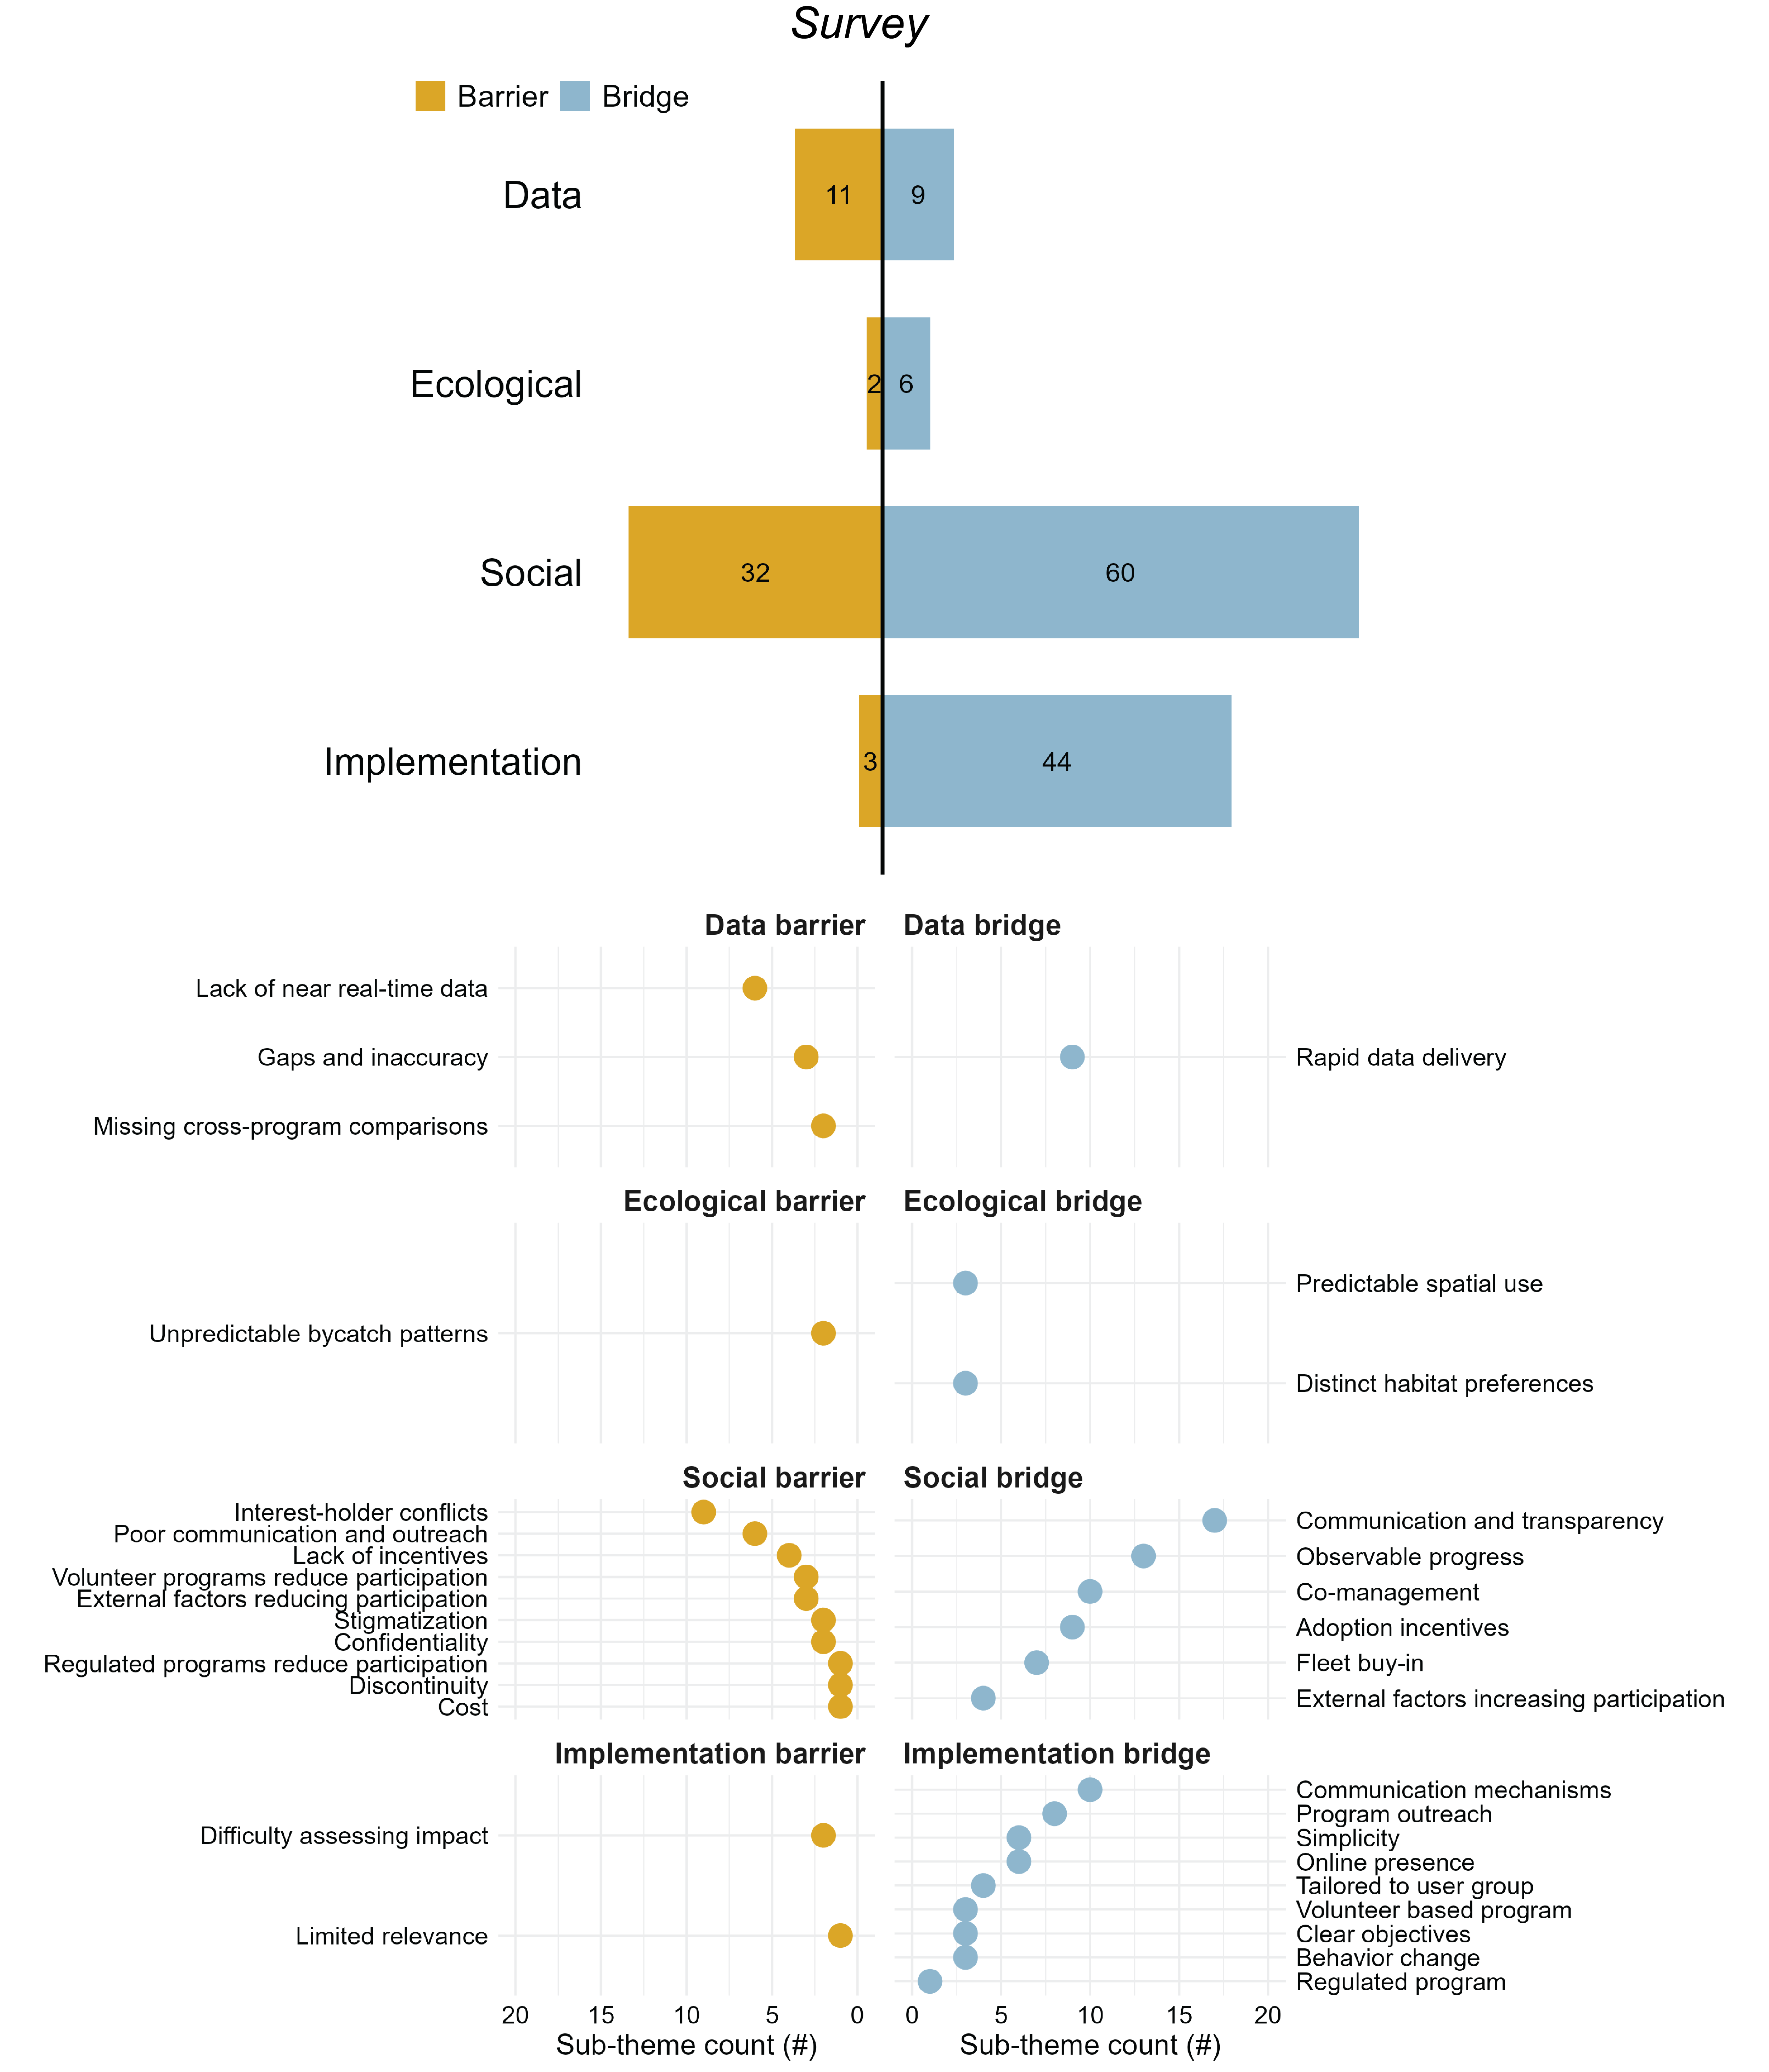 Survey
Barrier Bridge
Data 11 9
Ecological 2 6
Social 32 60
Implementation 3 44
Data barrier Data bridge
Lack of near real-time data
Gaps and inaccuracy Rapid data delivery
Missing cross-program comparisons
Ecological barrier Ecological bridge
Predictable spatial use
Unpredictable bycatch patterns
Distinct habitat preferences
Social barrier Social bridge
Interest-holder conflicts
Poor communication and outreach
Lack of incentives
Volunteer programs reduce participation
External factors reducing participation
Stigmatization
Confidentiality
Regulated programs reduce participation
Discontinuity
Cost
Communication and transparency
Observable progress
Co-management
Adoption incentives
Fleet buy-in
External factors increasing participation
Implementation barrier Implementation bridge
Difficulty assessing impact
Limited relevance
Communication mechanisms
Program outreach
Simplicity
Online presence
Tailored to user group
Volunteer based program
Clear objectives
Behavior change
Regulated program
20 15 10 5 0 0 5 10 15 20
Sub-theme count (#) Sub-theme count (#)